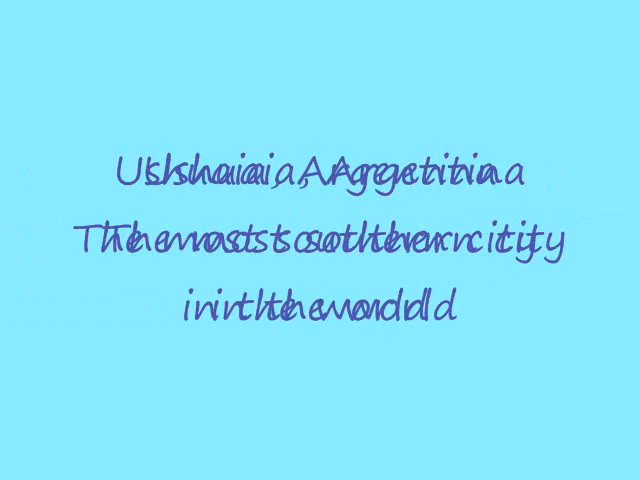 Ushuaia, Argentina
The most southern city
in the world